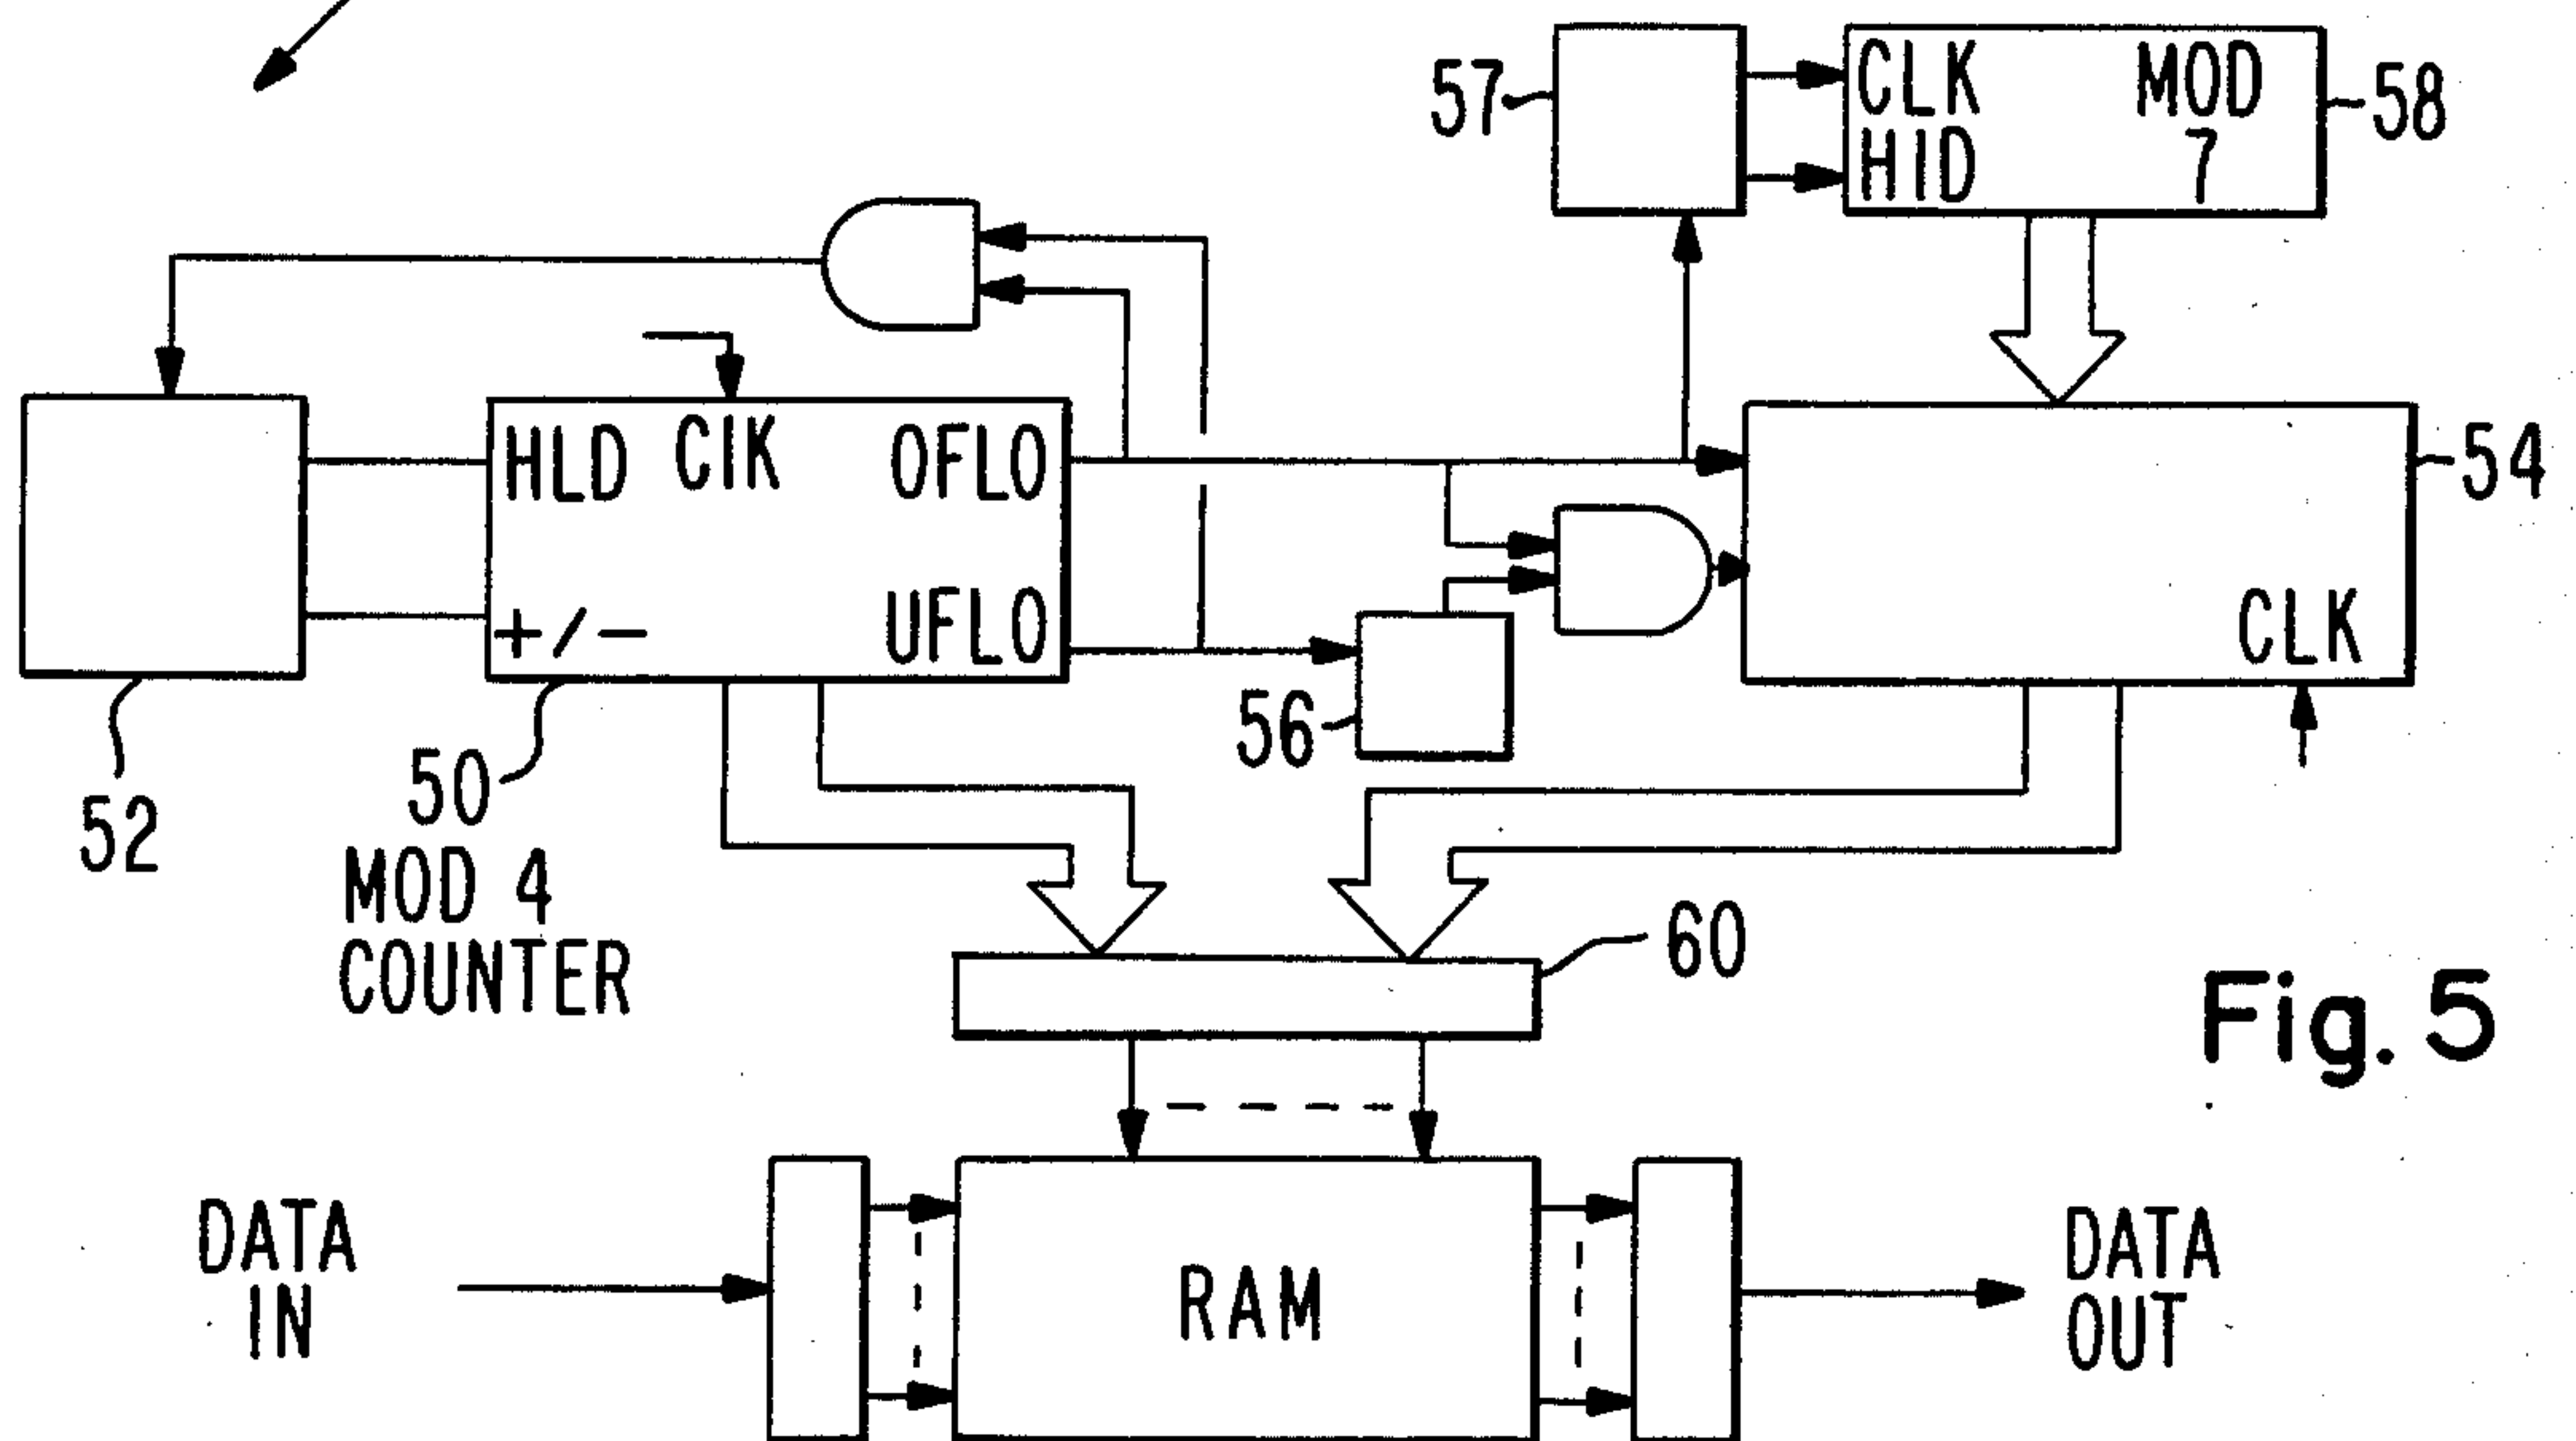 57
CLK
MOD
HID
7
58
HLD
CIK
OFLO
+/-
UFLO
54
CLK
56
52
50
MOD 4
COUNTER
60
Fig. 5
DATA
IN
RAM
DATA
OUT